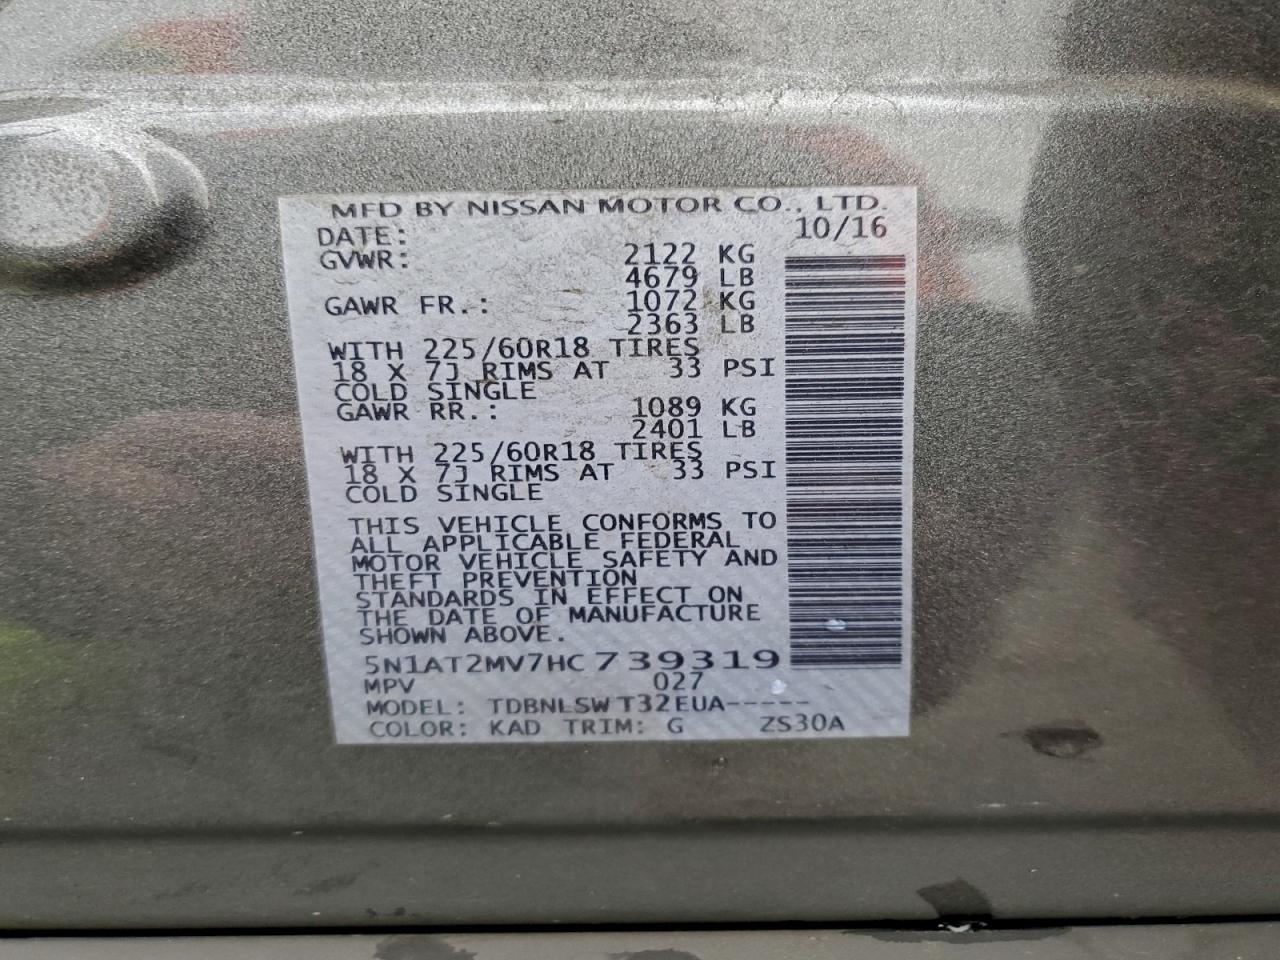 MFD BY NISSAN MOTOR CO., LTD.
DATE: 10/16
GVWR: 2122 KG
4679 LB
GAWR FR.: 1072 KG
2363 LB
WITH 225/60R18 TIRES
18 X 7J RIMS AT 33 PSI
COLD SINGLE
GAWR RR.: 1089 KG
2401 LB
WITH 225/60R18 TIRES
18 X 7J RIMS AT 33 PSI
COLD SINGLE
THIS VEHICLE CONFORMS TO
ALL APPLICABLE FEDERAL
MOTOR VEHICLE SAFETY AND
THEFT PREVENTION
STANDARDS IN EFFECT ON
THE DATE OF MANUFACTURE
SHOWN ABOVE.
5N1AT2MV7HC739319
MPV 027
MODEL: TDBNLSWT32EUA-----
COLOR: KAD TRIM: G ZS30A